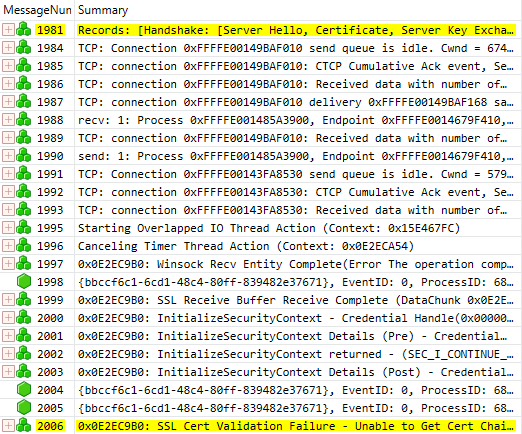 MessageNun Summary
1981 Records: [Handshake: [Server Hello, Certificate, Server Key Excha…
1984 TCP: Connection 0xFFFFE00149BAF010 send queue is idle. Cwnd = 674…
1985 TCP: connection 0xFFFFE00149BAF010: CTCP Cumulative Ack event, Se…
1986 TCP: connection 0xFFFFE00149BAF010: Received data with number of…
1987 TCP: connection 0xFFFFE00149BAF010 delivery 0xFFFFE00149BAF168 sa…
1988 recv: 1: Process 0xFFFFE001485A3900, Endpoint 0xFFFFE0014679F410,…
1989 TCP: connection 0xFFFFE00149BAF010: Received data with number of…
1990 send: 1: Process 0xFFFFE001485A3900, Endpoint 0xFFFFE0014679F410,…
1991 TCP: Connection 0xFFFFE00143FA8530 send queue is idle. Cwnd = 579…
1992 TCP: connection 0xFFFFE00143FA8530: CTCP Cumulative Ack event, Se…
1993 TCP: connection 0xFFFFE00143FA8530: Received data with number of…
1995 Starting Overlapped IO Thread Action (Context: 0x15E467FC)
1996 Canceling Timer Thread Action (Context: 0x0E2ECA54)
1997 0x0E2EC9B0: Winsock Recv Entity Complete(Error The operation comp…
1998 {bbccf6c1-6cd1-48c4-80ff-839482e37671}, EventID: 0, ProcessID: 68…
1999 0x0E2EC9B0: SSL Receive Buffer Receive Complete (DataChunk 0x0E2E…
2000 0x0E2EC9B0: InitializeSecurityContext - Credential Handle(0x00000…
2001 0x0E2EC9B0: InitializeSecurityContext Details (Pre) - Credential…
2002 0x0E2EC9B0: InitializeSecurityContext returned - (SEC_I_CONTINUE_…
2003 0x0E2EC9B0: InitializeSecurityContext Details (Post) - Credential…
2004 {bbccf6c1-6cd1-48c4-80ff-839482e37671}, EventID: 0, ProcessID: 68…
2005 {bbccf6c1-6cd1-48c4-80ff-839482e37671}, EventID: 0, ProcessID: 68…
2006 0x0E2EC9B0: SSL Cert Validation Failure - Unable to Get Cert Chai…